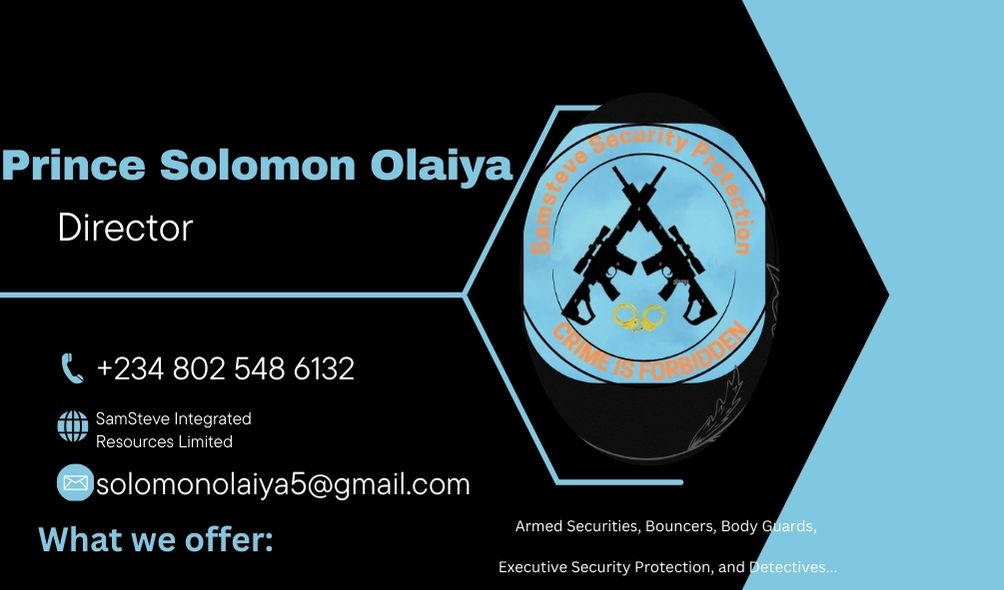 Prince Solomon Olaiya
Director
Samsteve Security Protection
CRIME IS FORBIDDEN
+234 802 548 6132
SamSteve Integrated
Resources Limited
solomonolaiya5@gmail.com
What we offer:
Armed Securities, Bouncers, Body Guards,
Executive Security Protection, and Detectives...